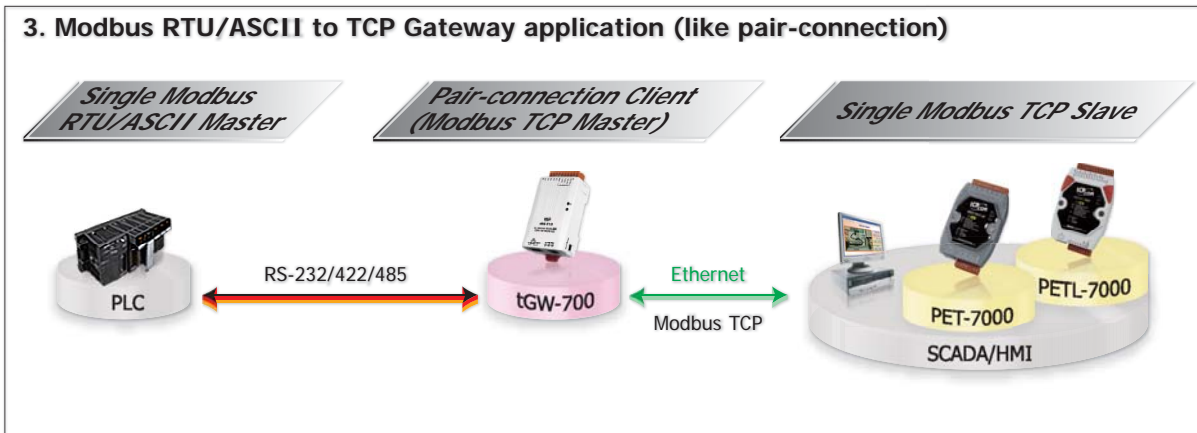 3. Modbus RTU/ASCII to TCP Gateway application (like pair-connection)
Single Modbus
RTU/ASCII Master
Pair-connection Client
(Modbus TCP Master)
Single Modbus TCP Slave
RS-232/422/485
Ethernet
Modbus TCP
PLC
tGW-700
PET-7000
PETL-7000
SCADA/HMI